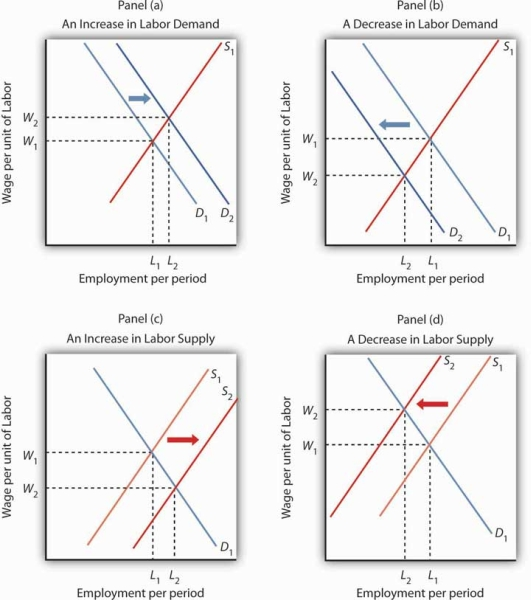 Panel (a)
An Increase in Labor Demand
Wage per unit of Labor
S1
W2
W1
D1 D2
L1 L2
Employment per period
Panel (b)
A Decrease in Labor Demand
Wage per unit of Labor
S1
W1
W2
D2 D1
L2 L1
Employment per period
Panel (c)
An Increase in Labor Supply
Wage per unit of Labor
S1
S2
W1
W2
D1
L1 L2
Employment per period
Panel (d)
A Decrease in Labor Supply
Wage per unit of Labor
S2 S1
W2
W1
D1
L2 L1
Employment per period